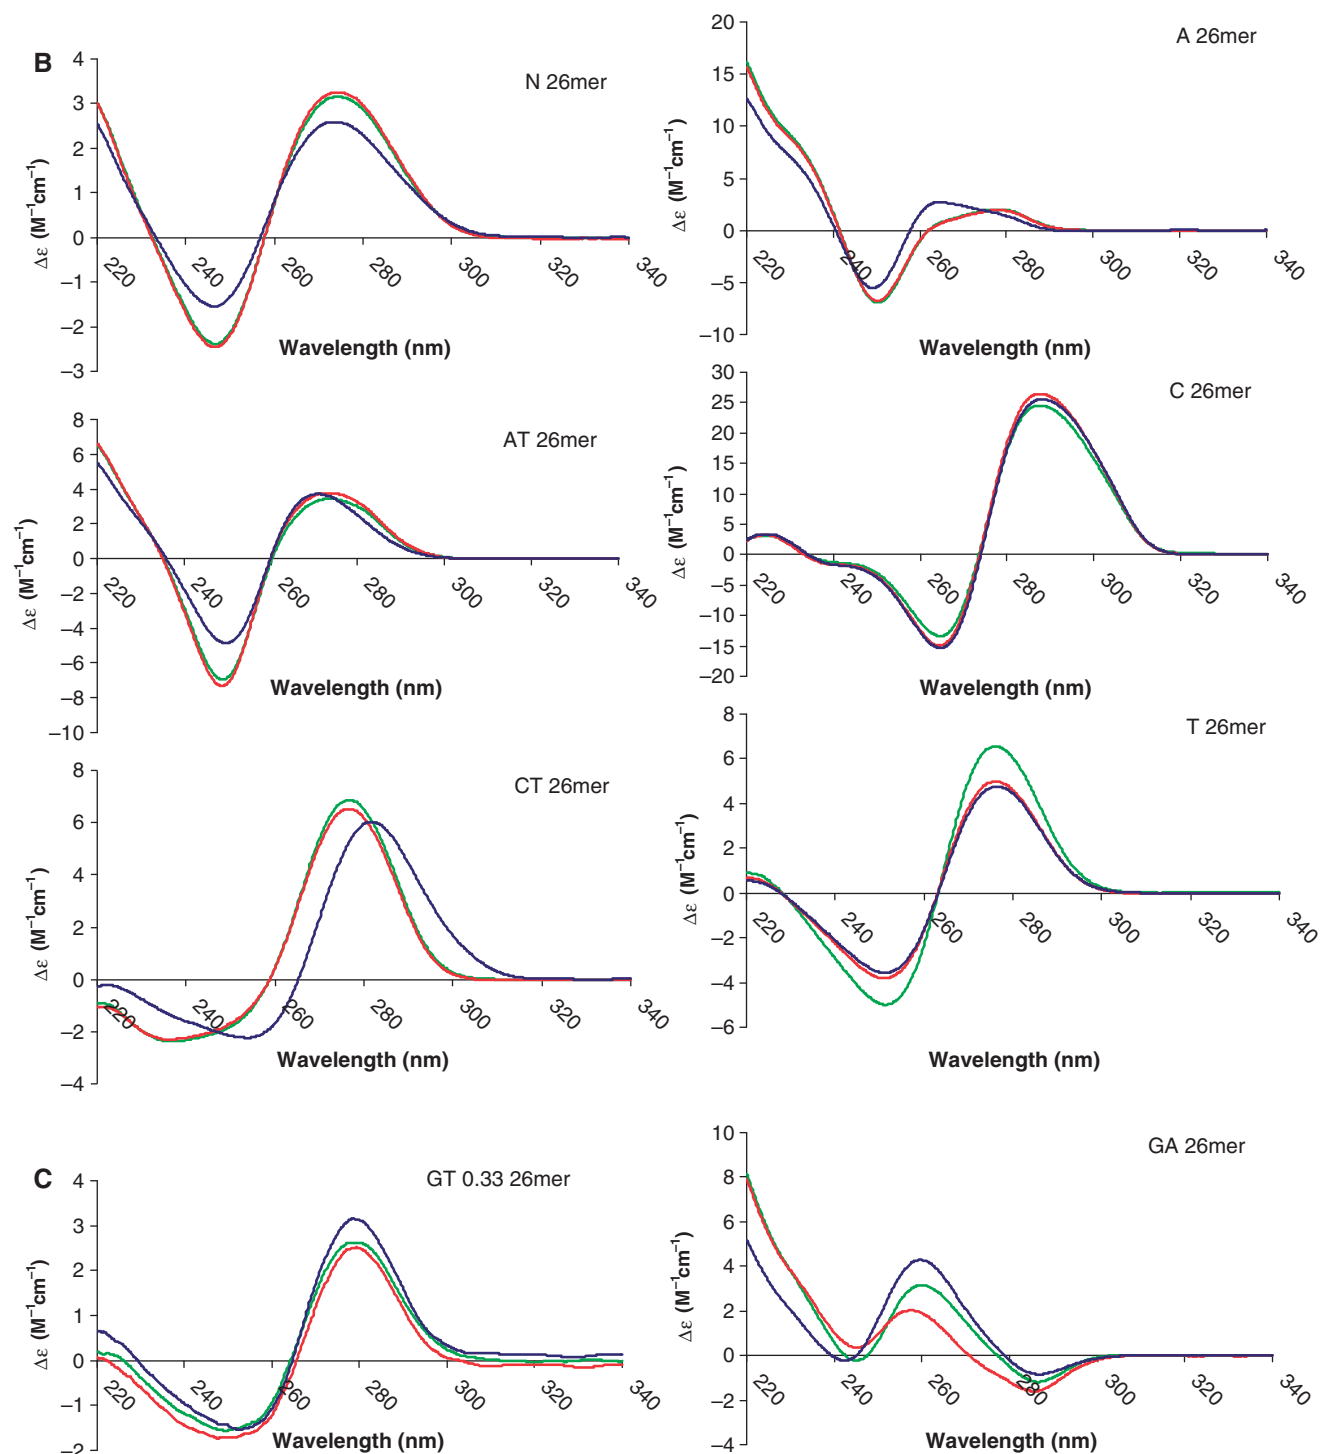 B
N 26mer
Δε (M⁻¹cm⁻¹)
4
3
2
1
0
−1
−2
−3
220 240 260 280 300 320 340
Wavelength (nm)
A 26mer
Δε (M⁻¹cm⁻¹)
20
15
10
5
0
−5
−10
220 240 260 280 300 320 340
Wavelength (nm)
AT 26mer
Δε (M⁻¹cm⁻¹)
8
6
4
2
0
−2
−4
−6
−8
−10
220 240 260 280 300 320 340
Wavelength (nm)
C 26mer
Δε (M⁻¹cm⁻¹)
30
25
20
15
10
5
0
−5
−10
−15
−20
220 240 260 280 300 320 340
Wavelength (nm)
CT 26mer
Δε (M⁻¹cm⁻¹)
8
6
4
2
0
−2
−4
220 240 260 280 300 320 340
Wavelength (nm)
T 26mer
Δε (M⁻¹cm⁻¹)
8
6
4
2
0
−2
−4
−6
220 240 260 280 300 320 340
Wavelength (nm)
C
GT 0.33 26mer
Δε (M⁻¹cm⁻¹)
4
3
2
1
0
−1
−2
220 240 260 280 300 320 340
Wavelength (nm)
GA 26mer
Δε (M⁻¹cm⁻¹)
10
8
6
4
2
0
−2
−4
220 240 260 280 300 320 340
Wavelength (nm)